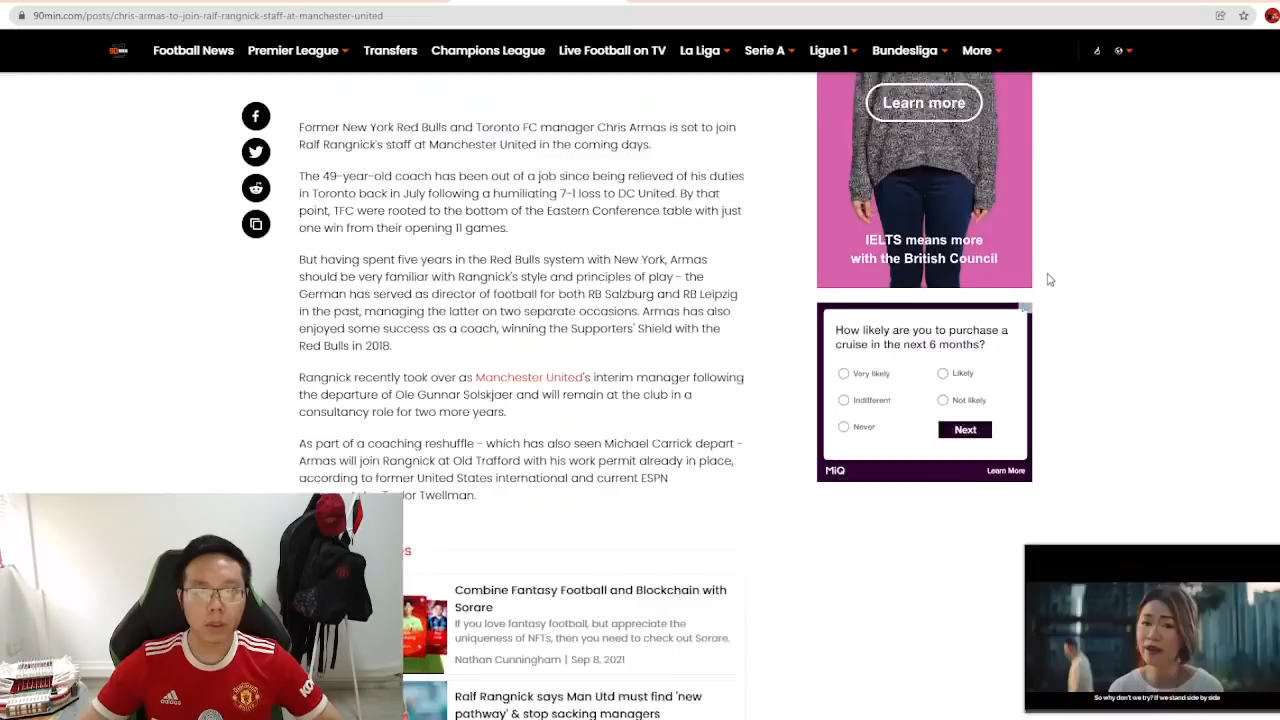 90min.com/posts/chris-armas-to-join-ralf-rangnick-staff-at-manchester-united
90MIN
Football News Premier League Transfers Champions League Live Football on TV La Liga Serie A Ligue 1 Bundesliga More
Former New York Red Bulls and Toronto FC manager Chris Armas is set to join
Ralf Rangnick's staff at Manchester United in the coming days.
The 49-year-old coach has been out of a job since being relieved of his duties
in Toronto back in July following a humiliating 7-1 loss to DC United. By that
point, TFC were rooted to the bottom of the Eastern Conference table with just
one win from their opening 11 games.
But having spent five years in the Red Bulls system with New York, Armas
should be very familiar with Rangnick's style and principles of play - the
German has served as director of football for both RB Salzburg and RB Leipzig
in the past, managing the latter on two separate occasions. Armas has also
enjoyed some success as a coach, winning the Supporters' Shield with the
Red Bulls in 2018.
Rangnick recently took over as Manchester United's interim manager following
the departure of Ole Gunnar Solskjaer and will remain at the club in a
consultancy role for two more years.
As part of a coaching reshuffle - which has also seen Michael Carrick depart -
Armas will join Rangnick at Old Trafford with his work permit already in place,
according to former United States international and current ESPN
Twellman.
Combine Fantasy Football and Blockchain with
Sorare
If you love fantasy football, but appreciate the
uniqueness of NFTs, then you need to check out Sorare.
Nathan Cunningham | Sep 8, 2021
Ralf Rangnick says Man Utd must find 'new
pathway' & stop sacking managers
Learn more
IELTS means more
with the British Council
How likely are you to purchase a
cruise in the next 6 months?
Very likely Likely
Indifferent Not likely
Never Next
MiQ Learn More
So why don't we try? If we stand side by side